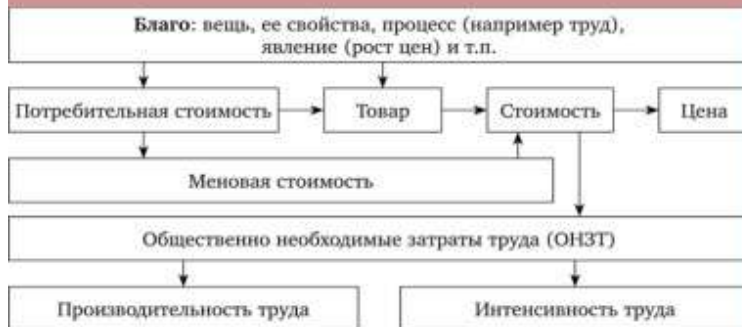 Благо: вещь, ее свойства, процесс (например труд),
явление (рост цен) и т.п.
Потребительная стоимость
Товар
Стоимость
Цена
Меновая стоимость
Общественно необходимые затраты труда (ОНЗТ)
Производительность труда
Интенсивность труда